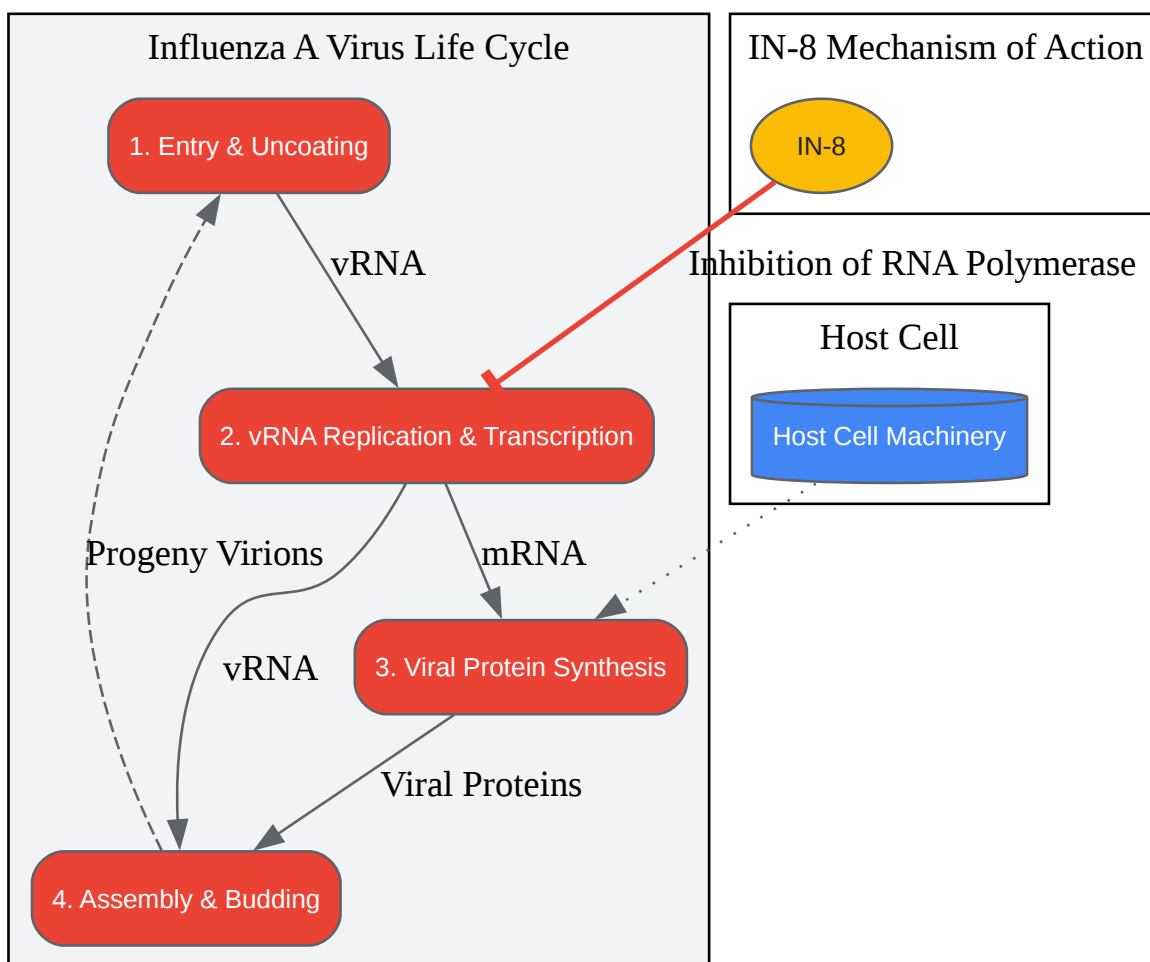 Influenza A Virus Life Cycle
IN-8 Mechanism of Action
1. Entry & Uncoating
IN-8
vRNA
Inhibition of RNA Polymerase
Host Cell
2. vRNA Replication & Transcription
Host Cell Machinery
Progeny Virions
mRNA
vRNA
3. Viral Protein Synthesis
Viral Proteins
4. Assembly & Budding